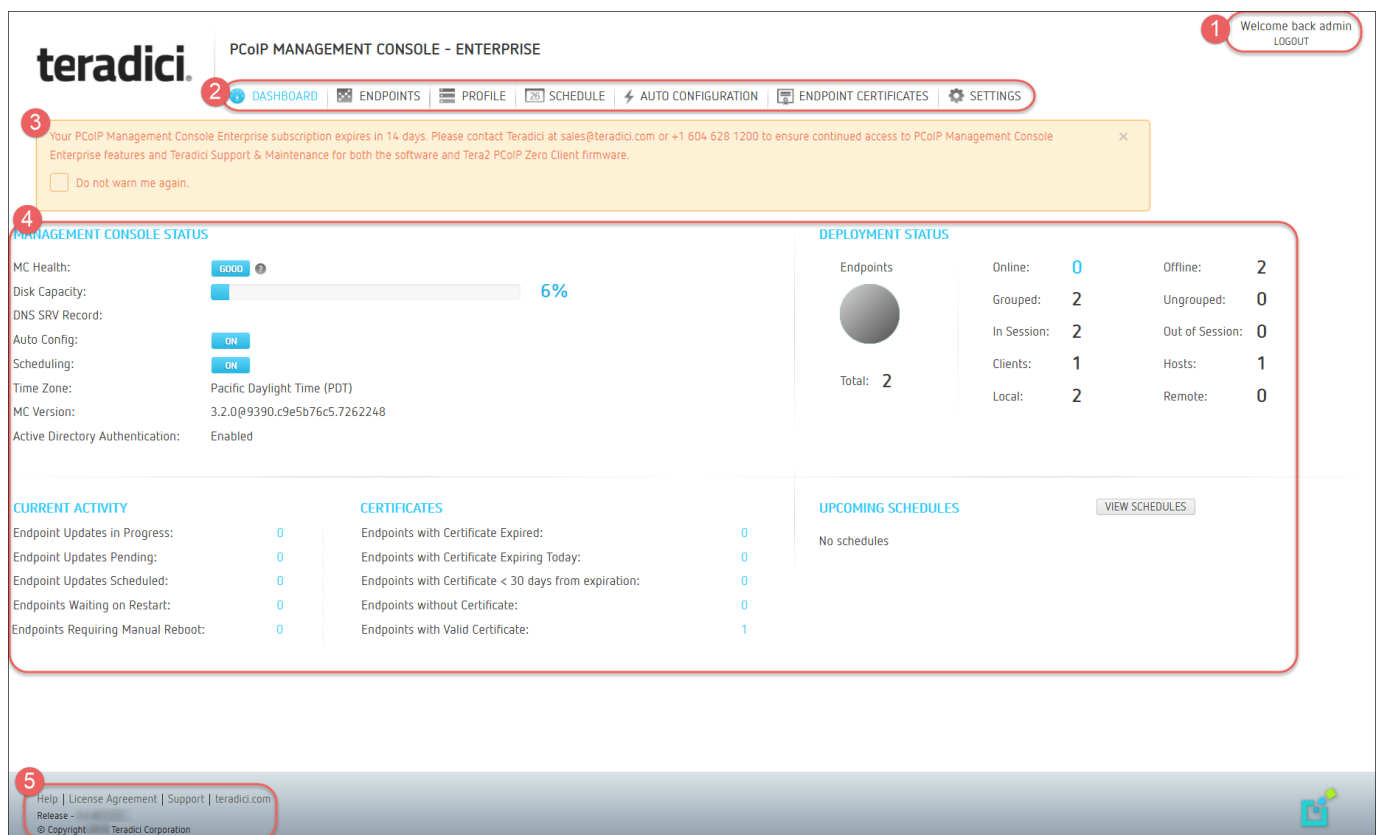 1
Welcome back admin
LOGOUT
teradici.
PCoIP MANAGEMENT CONSOLE - ENTERPRISE
2
DASHBOARD ENDPOINTS PROFILE 26 SCHEDULE AUTO CONFIGURATION ENDPOINT CERTIFICATES SETTINGS
3
Your PCoIP Management Console Enterprise subscription expires in 14 days. Please contact Teradici at sales@teradici.com or +1 604 628 1200 to ensure continued access to PCoIP Management Console
Enterprise features and Teradici Support & Maintenance for both the software and Tera2 PCoIP Zero Client firmware.
Do not warn me again.
4
MANAGEMENT CONSOLE STATUS
MC Health: GOOD ?
Disk Capacity: 6%
DNS SRV Record:
Auto Config: ON
Scheduling: ON
Time Zone: Pacific Daylight Time (PDT)
MC Version: 3.2.0@9390.c9e5b76c5.7262248
Active Directory Authentication: Enabled
DEPLOYMENT STATUS
Endpoints
Total: 2
Online: 0 Offline: 2
Grouped: 2 Ungrouped: 0
In Session: 2 Out of Session: 0
Clients: 1 Hosts: 1
Local: 2 Remote: 0
CURRENT ACTIVITY
Endpoint Updates in Progress: 0
Endpoint Updates Pending: 0
Endpoint Updates Scheduled: 0
Endpoints Waiting on Restart: 0
Endpoints Requiring Manual Reboot: 0
CERTIFICATES
Endpoints with Certificate Expired: 0
Endpoints with Certificate Expiring Today: 0
Endpoints with Certificate < 30 days from expiration: 0
Endpoints without Certificate: 0
Endpoints with Valid Certificate: 1
UPCOMING SCHEDULES VIEW SCHEDULES
No schedules
5
Help | License Agreement | Support | teradici.com
Release -
© Copyright Teradici Corporation